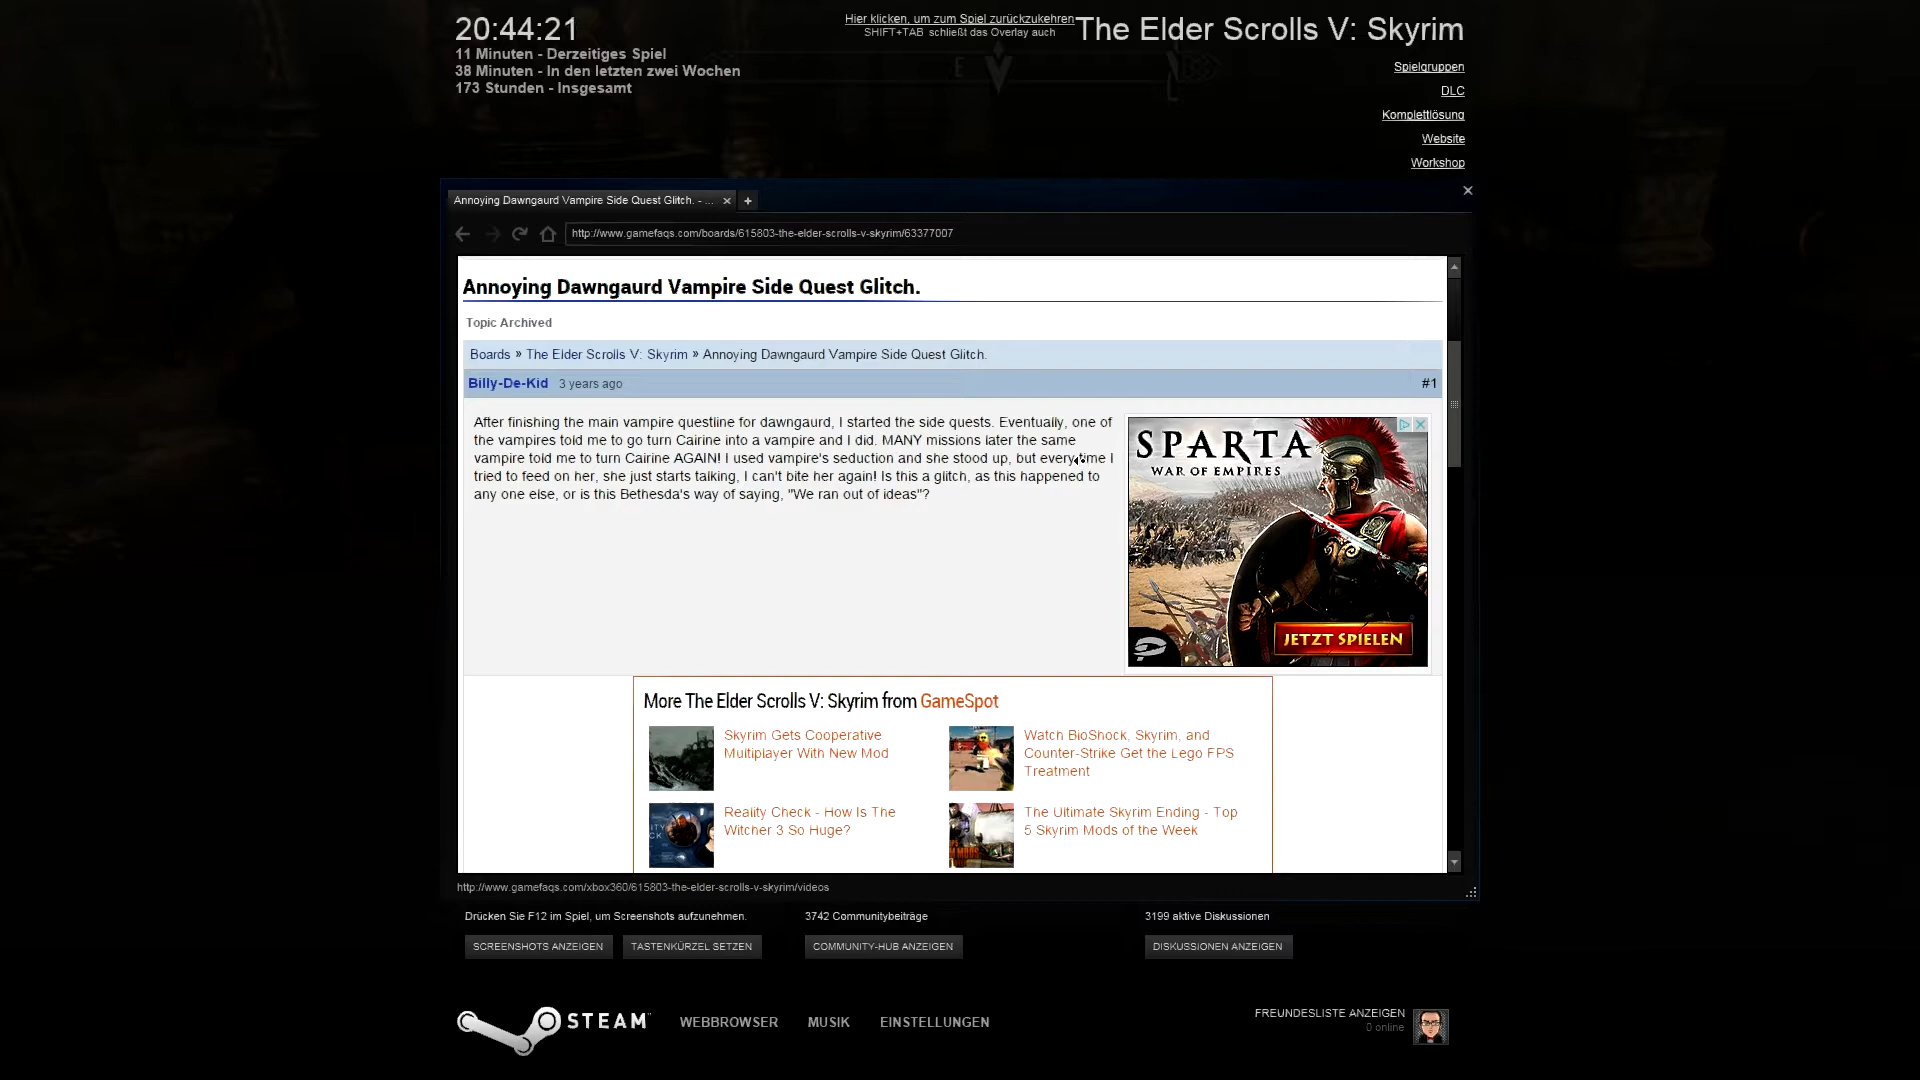 20:44:21
11 Minuten - Derzeitiges Spiel
38 Minuten - In den letzten zwei Wochen
173 Stunden - Insgesamt
Hier klicken, um zum Spiel zurückzukehren
SHIFT+TAB schließt das Overlay auch
The Elder Scrolls V: Skyrim
Spielgruppen
DLC
Komplettlösung
Website
Workshop
Annoying Dawngaurd Vampire Side Quest Glitch. - ...
http://www.gamefaqs.com/boards/615803-the-elder-scrolls-v-skyrim/63377007
Annoying Dawngaurd Vampire Side Quest Glitch.
Topic Archived
Boards » The Elder Scrolls V: Skyrim » Annoying Dawngaurd Vampire Side Quest Glitch.
Billy-De-Kid 3 years ago #1
After finishing the main vampire questline for dawngaurd, I started the side quests. Eventually, one of
the vampires told me to go turn Cairine into a vampire and I did. MANY missions later the same
vampire told me to turn Cairine AGAIN! I used vampire's seduction and she stood up, but everytime I
tried to feed on her, she just starts talking, I can't bite her again! Is this a glitch, as this happened to
any one else, or is this Bethesda's way of saying, "We ran out of ideas"?
SPARTA
WAR OF EMPIRES
JETZT SPIELEN
More The Elder Scrolls V: Skyrim from GameSpot
Skyrim Gets Cooperative
Multiplayer With New Mod
Watch BioShock, Skyrim, and
Counter-Strike Get the Lego FPS
Treatment
Reality Check - How Is The
Witcher 3 So Huge?
The Ultimate Skyrim Ending - Top
5 Skyrim Mods of the Week
http://www.gamefaqs.com/xbox360/615803-the-elder-scrolls-v-skyrim/videos
Drücken Sie F12 im Spiel, um Screenshots aufzunehmen.
3742 Communitybeiträge
3199 aktive Diskussionen
SCREENSHOTS ANZEIGEN
TASTENKÜRZEL SETZEN
COMMUNITY-HUB ANZEIGEN
DISKUSSIONEN ANZEIGEN
STEAM
WEBBROWSER
MUSIK
EINSTELLUNGEN
FREUNDESLISTE ANZEIGEN
0 online